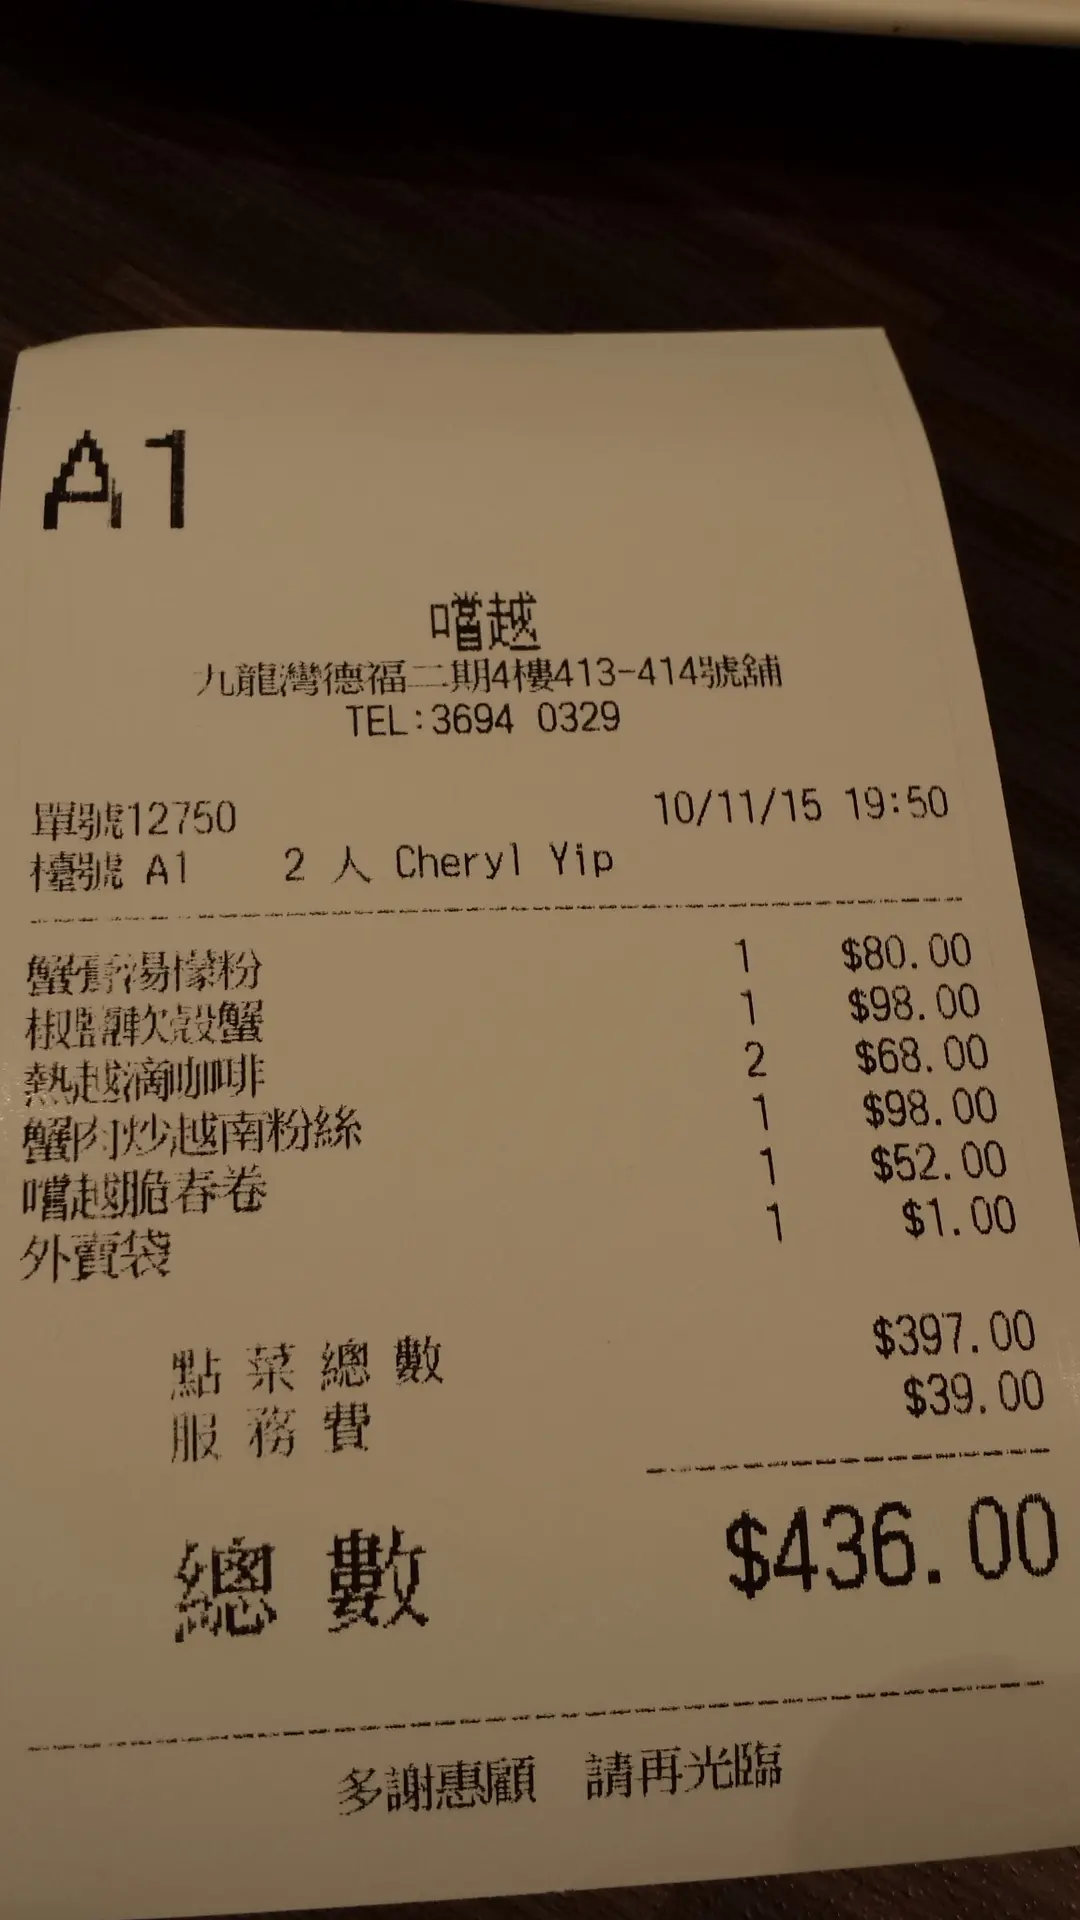 A1
嚐越
九龍灣德福二期4樓413-414號舖
TEL:3694 0329
單號12750 10/11/15 19:50
檯號 A1 2 人 Cheryl Yip
蟹膏湯檬粉 1 $80.00
椒鹽軟殼蟹 1 $98.00
熱越滴咖啡 2 $68.00
蟹肉炒越南粉絲 1 $98.00
嚐越脆春卷 1 $52.00
外賣袋 1 $1.00
點菜總數 $397.00
服務費 $39.00
總數 $436.00
多謝惠顧 請再光臨